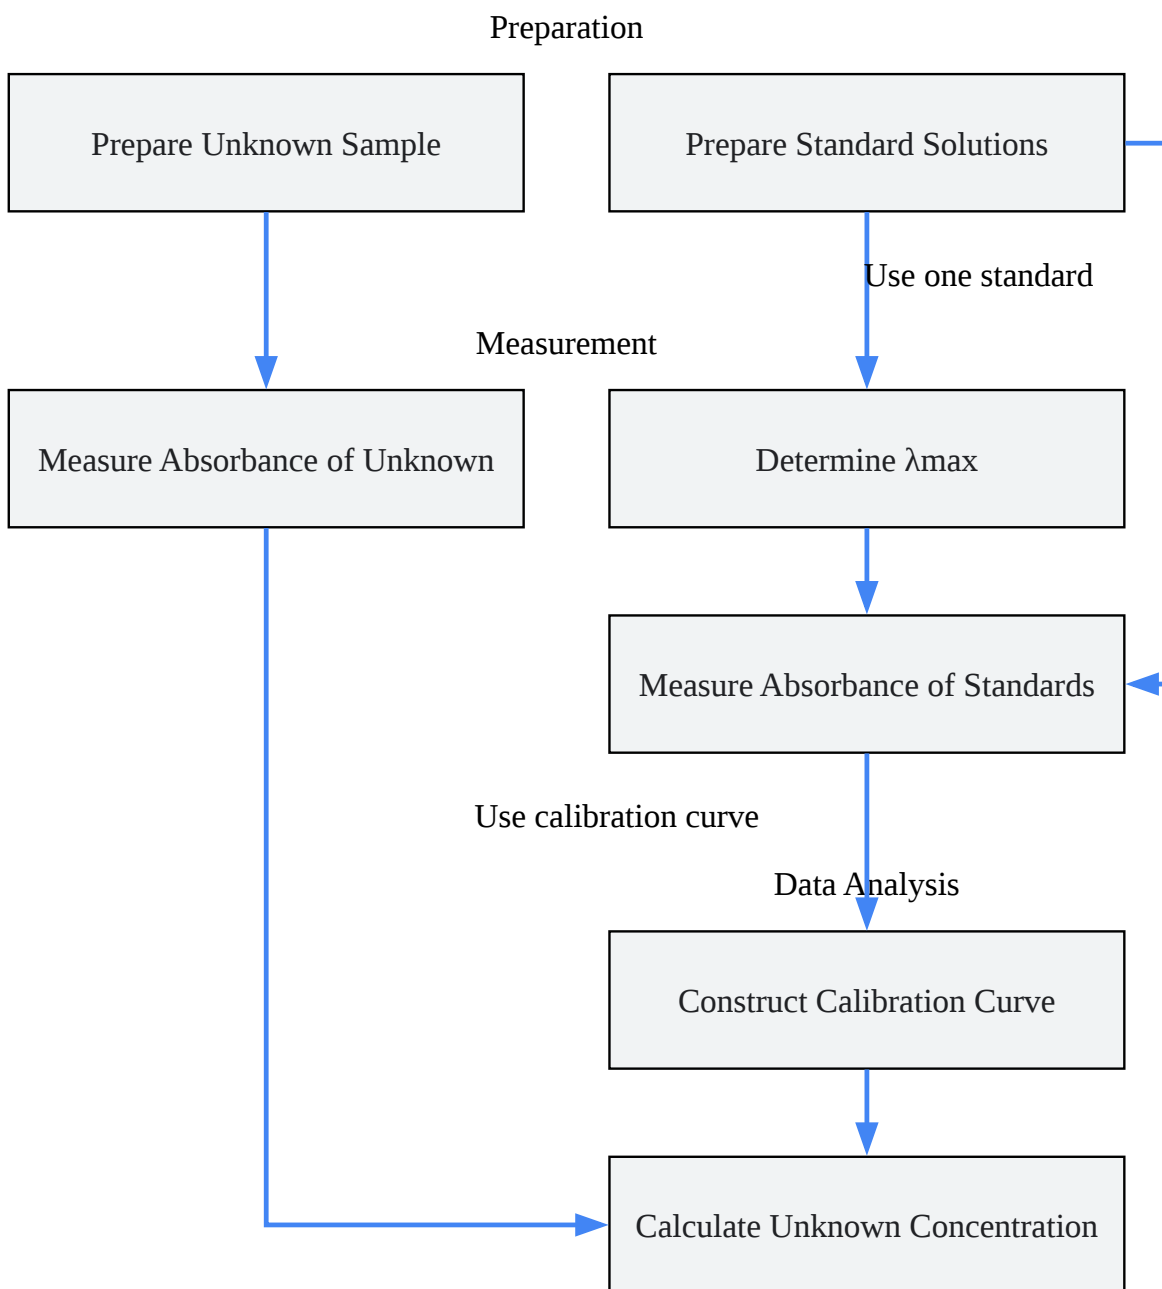 Preparation
Prepare Unknown Sample
Prepare Standard Solutions
Use one standard
Measurement
Measure Absorbance of Unknown
Determine λmax
Measure Absorbance of Standards
Use calibration curve
Data Analysis
Construct Calibration Curve
Calculate Unknown Concentration